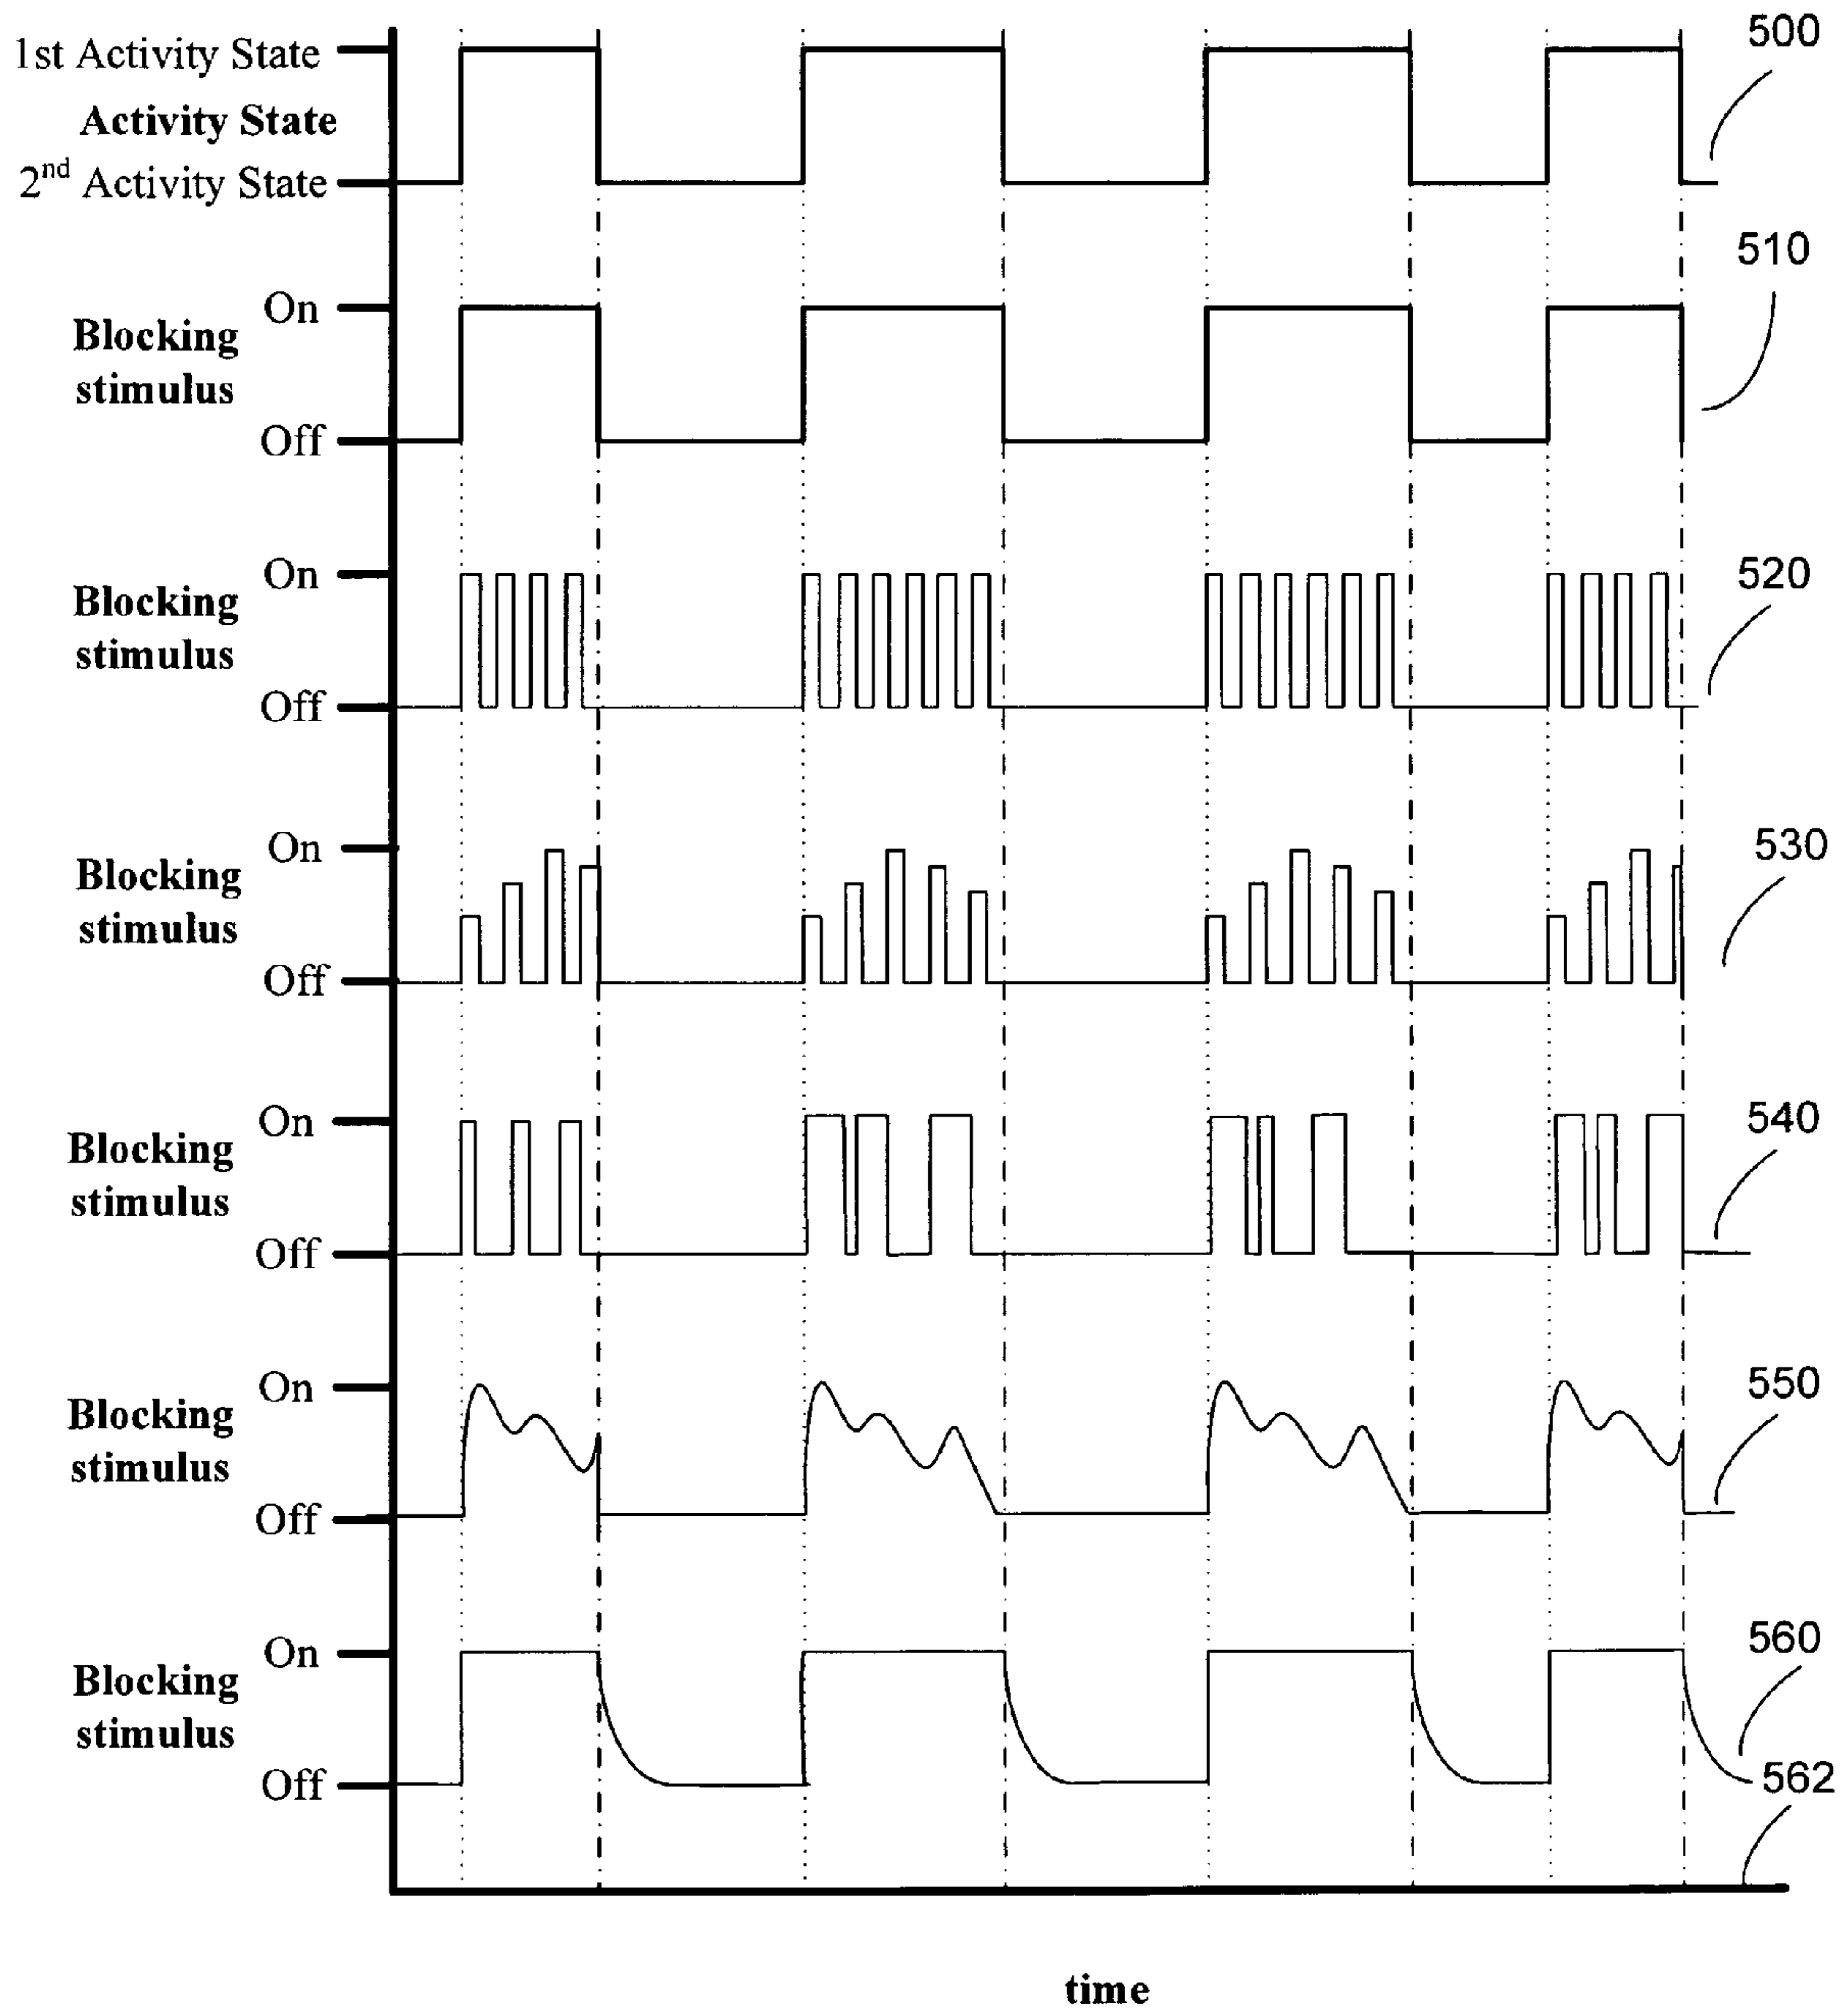 500
1st Activity State
Activity State
2nd Activity State
510
On
Blocking
stimulus
Off
520
On
Blocking
stimulus
Off
530
On
Blocking
stimulus
Off
540
On
Blocking
stimulus
Off
550
On
Blocking
stimulus
Off
560
On
Blocking
stimulus
Off
562
time